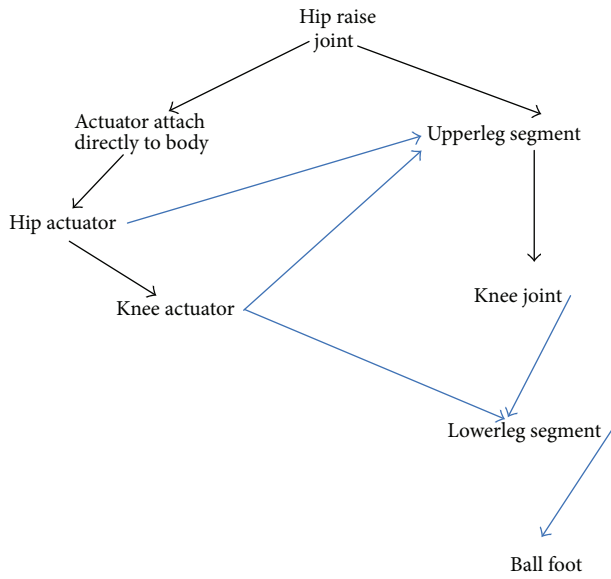 Hip raise
joint
Actuator attach
directly to body
Upperleg segment
Hip actuator
Knee actuator
Knee joint
Lowerleg segment
Ball foot